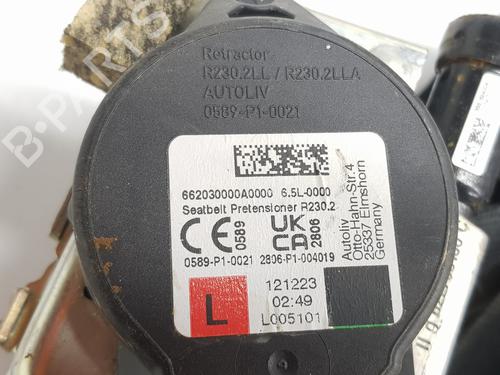 Retractor
R230.2LL / R230.2LLA
AUTOLIV
0589-P1-0021
662030000A0000 6.5L-0000
Seatbelt Pretensioner R230.2
CE 0589
UK CA 2806
0589-P1-0021 2806-P1-004019
Autoliv
Otto-Hahn-Str.4
25337 Elmshorn
Germany
L
121223
02:49
L005101